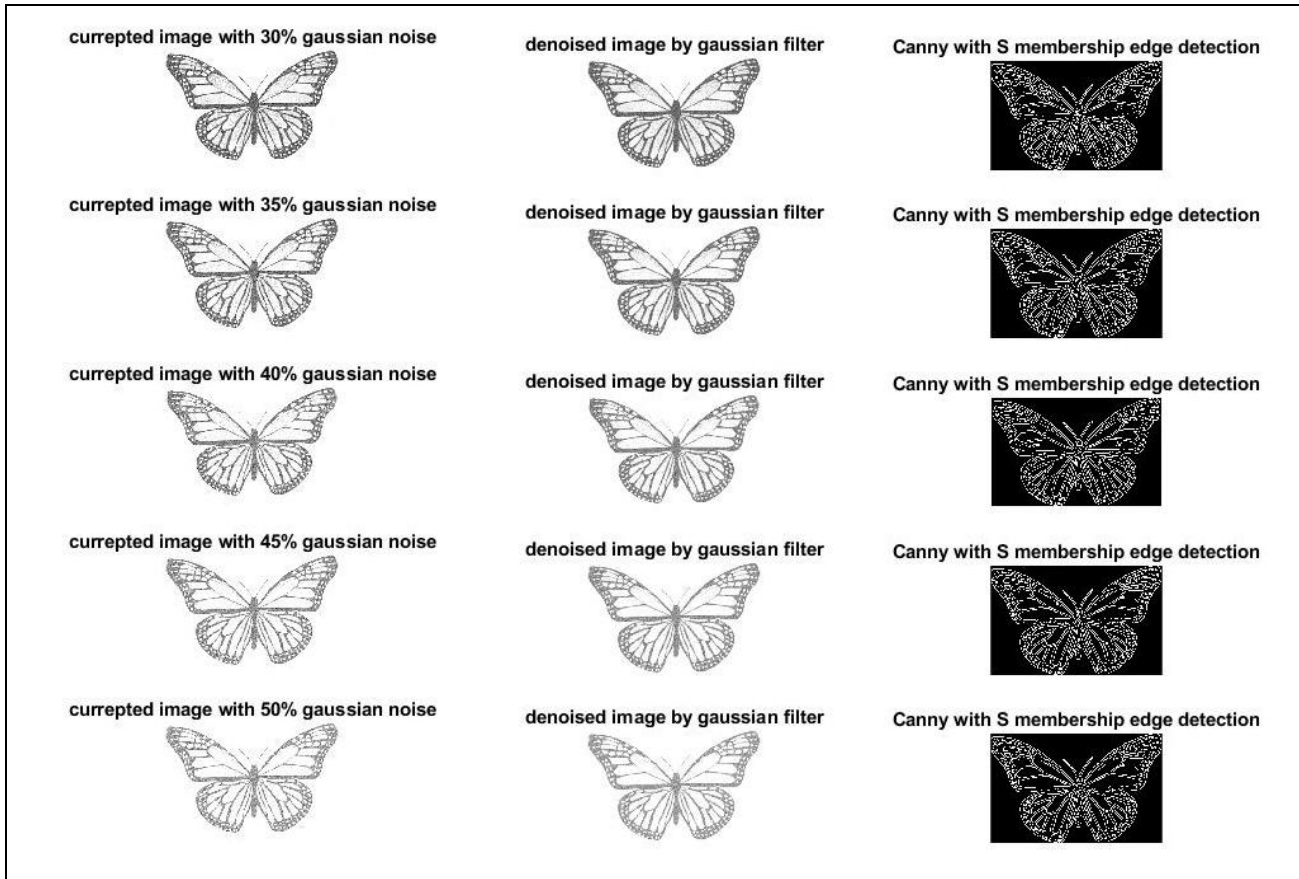 currepted image with 30% gaussian noise
denoised image by gaussian filter
Canny with S membership edge detection
currepted image with 35% gaussian noise
denoised image by gaussian filter
Canny with S membership edge detection
currepted image with 40% gaussian noise
denoised image by gaussian filter
Canny with S membership edge detection
currepted image with 45% gaussian noise
denoised image by gaussian filter
Canny with S membership edge detection
currepted image with 50% gaussian noise
denoised image by gaussian filter
Canny with S membership edge detection